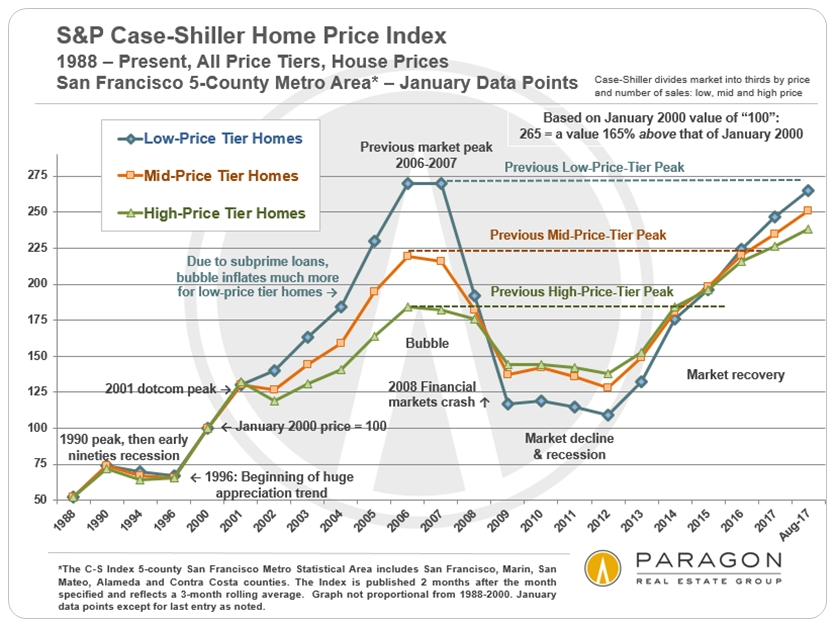 S&P Case-Shiller Home Price Index
1988 – Present, All Price Tiers, House Prices
San Francisco 5-County Metro Area* – January Data Points
Case-Shiller divides market into thirds by price
and number of sales: low, mid and high price
Based on January 2000 value of “100”:
265 = a value 165% above that of January 2000
Low-Price Tier Homes
Mid-Price Tier Homes
High-Price Tier Homes
Previous market peak
2006-2007
Previous Low-Price-Tier Peak
Previous Mid-Price-Tier Peak
Previous High-Price-Tier Peak
Due to subprime loans,
bubble inflates much more
for low-price tier homes →
Bubble
2001 dotcom peak →
2008 Financial
markets crash ↑
Market recovery
← January 2000 price = 100
1990 peak, then early
nineties recession
Market decline
& recession
← 1996: Beginning of huge
appreciation trend
275
250
225
200
175
150
125
100
75
50
1988
1990
1994
1996
2000
2001
2002
2003
2004
2005
2006
2007
2008
2009
2010
2011
2012
2013
2014
2015
2016
2017
Aug-17
*The C-S Index 5-county San Francisco Metro Statistical Area includes San Francisco, Marin, San
Mateo, Alameda and Contra Costa counties. The Index is published 2 months after the month
specified and reflects a 3-month rolling average. Graph not proportional from 1988-2000. January
data points except for last entry as noted.
PARAGON
REAL ESTATE GROUP